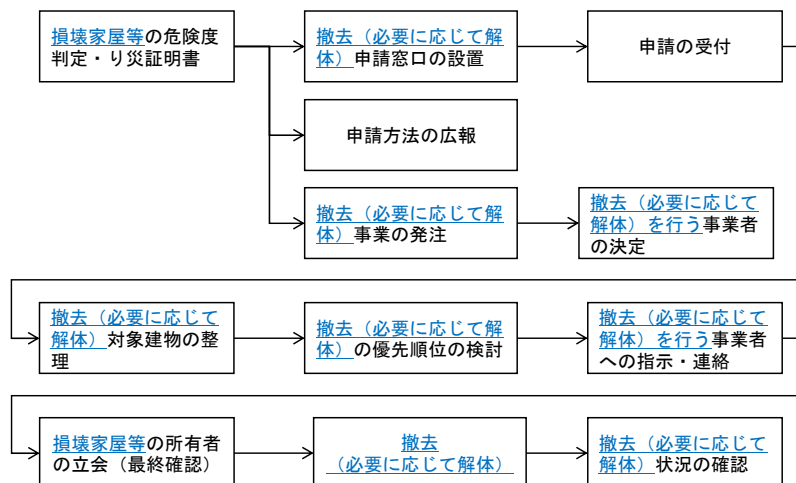 損壊家屋等の危険度
判定・り災証明書
撤去（必要に応じて解
体）申請窓口の設置
申請の受付
申請方法の広報
撤去（必要に応じて解
体）事業の発注
撤去（必要に応じて
解体）を行う事業者
の決定
撤去（必要に応じて
解体）対象建物の整
理
撤去（必要に応じて解
体）の優先順位の検討
撤去（必要に応じて
解体）を行う事業者
への指示・連絡
損壊家屋等の所有者
の立会（最終確認）
撤去
（必要に応じて解体）
撤去（必要に応じて
解体）状況の確認